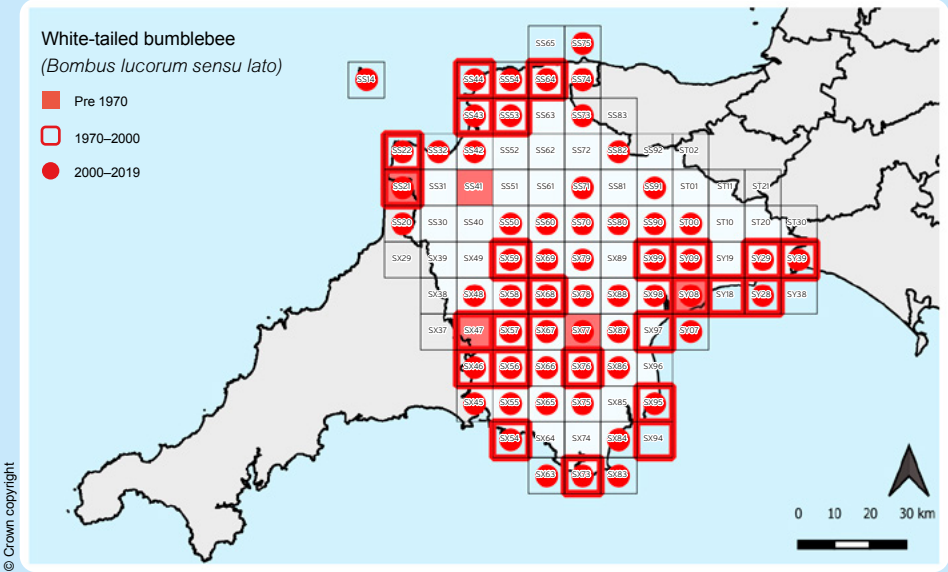 White-tailed bumblebee
(Bombus lucorum sensu lato)
Pre 1970
1970–2000
2000–2019
SS65 SS75
SS14 SS44 SS54 SS64 SS74
SS43 SS53 SS63 SS73 SS83
SS22 SS32 SS42 SS52 SS62 SS72 SS82 SS92 ST02
SS21 SS31 SS41 SS51 SS61 SS71 SS81 SS91 ST01 ST11 ST21
SS20 SS30 SS40 SS50 SS60 SS70 SS80 SS90 ST00 ST10 ST20 ST30
SX29 SX39 SX49 SX59 SX69 SX79 SX89 SX99 SY09 SY19 SY29 SY39
SX38 SX48 SX58 SX68 SX78 SX88 SX98 SY08 SY18 SY28 SY38
SX37 SX47 SX57 SX67 SX77 SX87 SX97 SY07
SX46 SX56 SX66 SX76 SX86 SX96
SX45 SX55 SX65 SX75 SX85 SX95
SX54 SX64 SX74 SX84 SX94
SX63 SX73 SX83
0 10 20 30 km
© Crown copyright